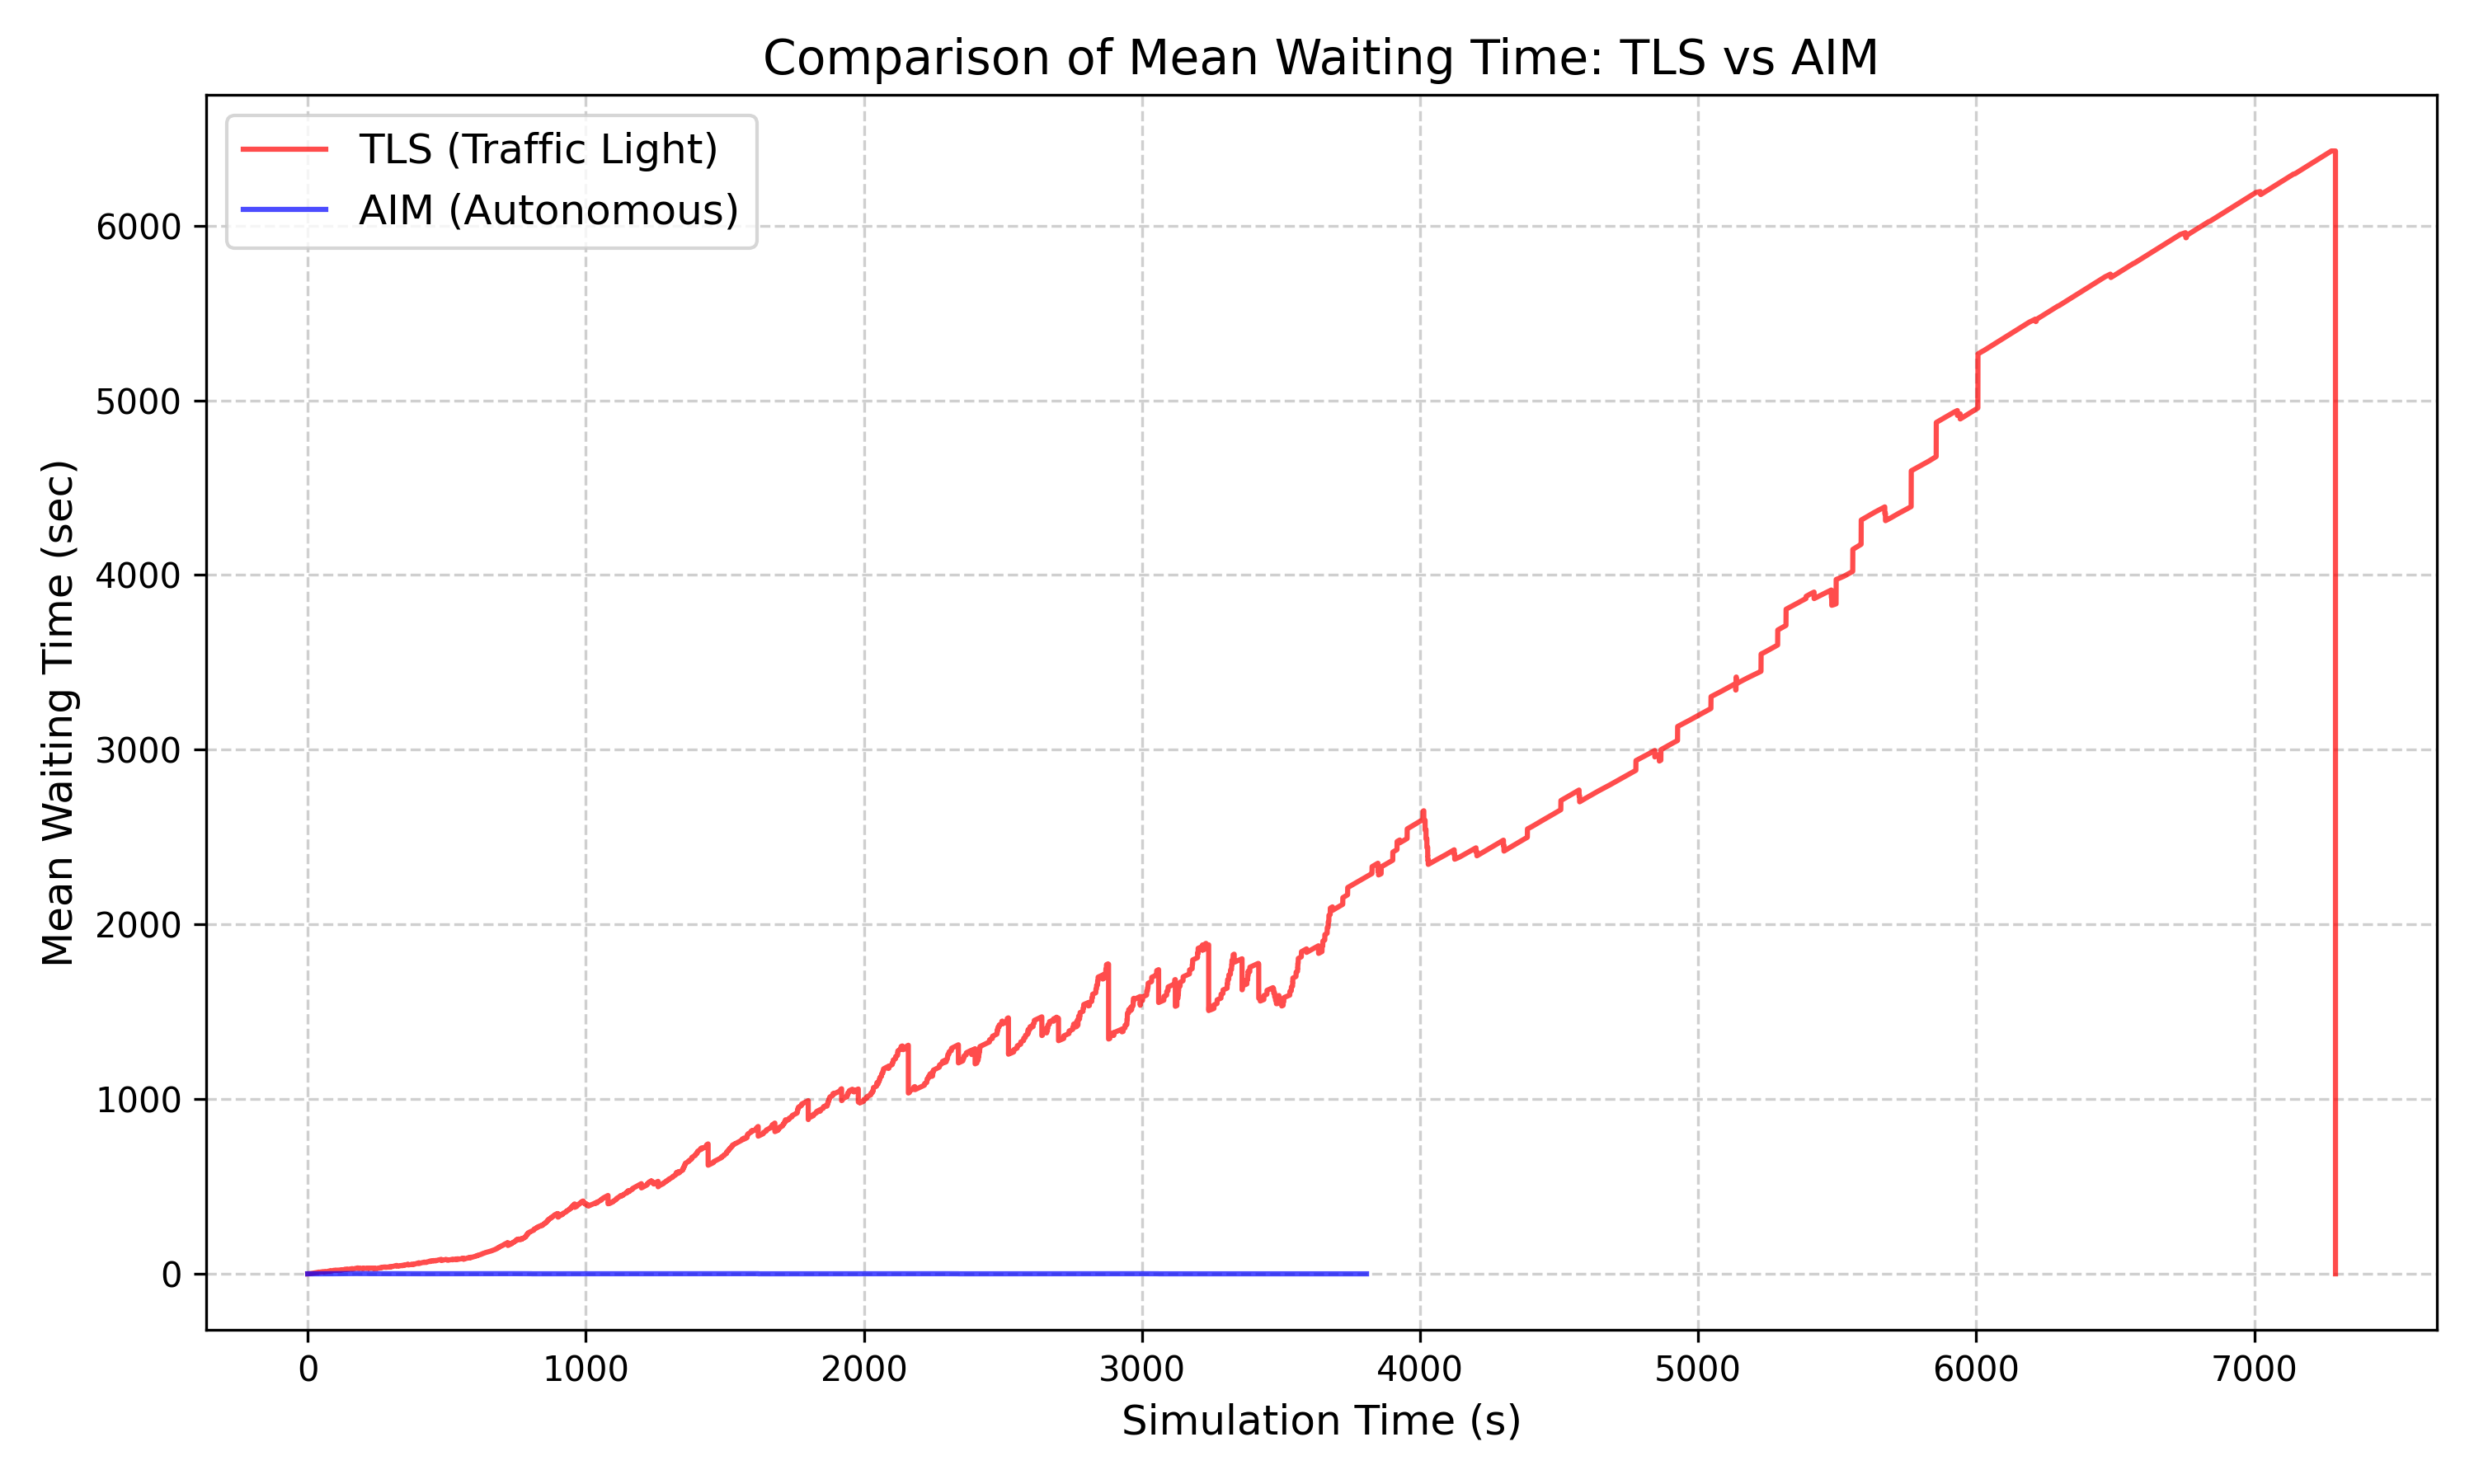 Comparison of Mean Waiting Time: TLS vs AIM
TLS (Traffic Light)
AIM (Autonomous)
Mean Waiting Time (sec)
6000
5000
4000
3000
2000
1000
0
0 1000 2000 3000 4000 5000 6000 7000
Simulation Time (s)